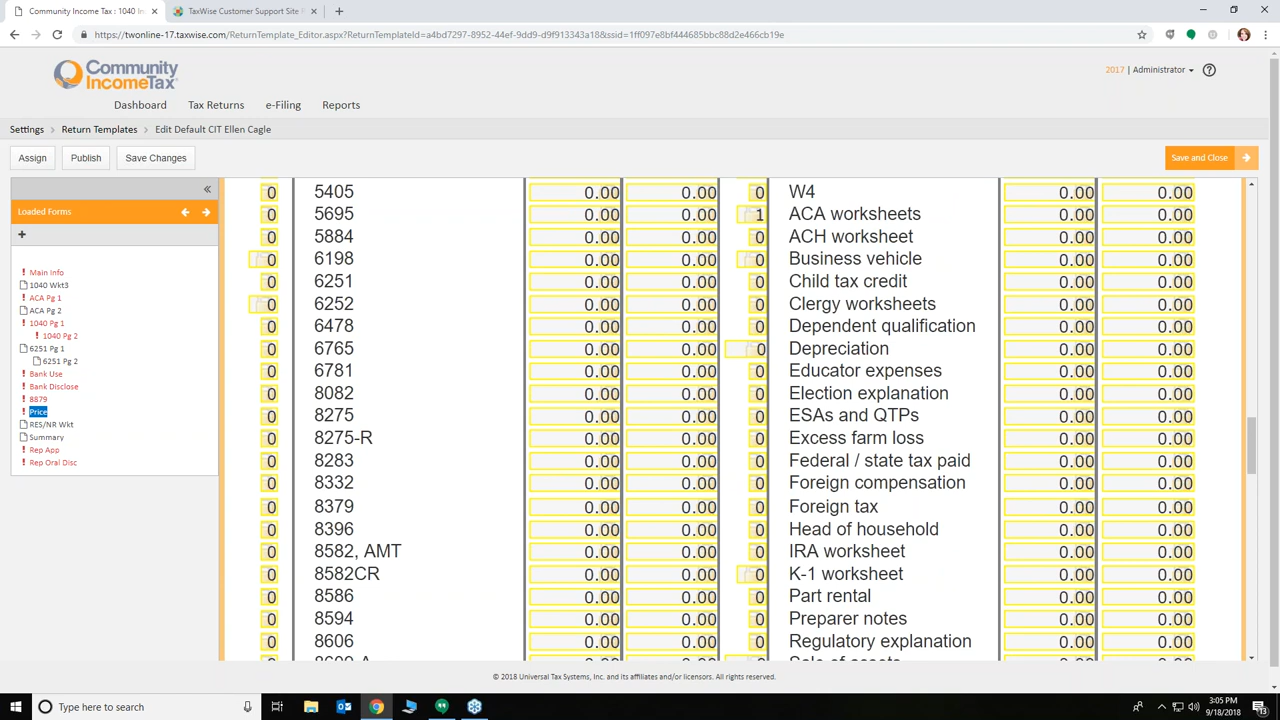 Community Income Tax : 1040 In
TaxWise Customer Support Site
https://twonline-17.taxwise.com/ReturnTemplate_Editor.aspx?ReturnTemplateId=a4bd7297-8952-44ef-9dd9-d9f913343a18&ssid=1ff097e8bf444685bbc88d2e466cb19e
Community
IncomeTax
2017 | Administrator
Dashboard Tax Returns e-Filing Reports
Settings > Return Templates > Edit Default CIT Ellen Cagle
Assign Publish Save Changes Save and Close
Loaded Forms
+
Main Info
1040 Wkt3
ACA Pg 1
ACA Pg 2
1040 Pg 1
1040 Pg 2
6251 Pg 1
6251 Pg 2
Bank Use
Bank Disclose
8879
Price
RES/NR Wkt
Summary
Rep App
Rep Oral Disc
0 5405 0.00 0.00 0 W4 0.00 0.00
0 5695 0.00 0.00 1 ACA worksheets 0.00 0.00
0 5884 0.00 0.00 0 ACH worksheet 0.00 0.00
0 6198 0.00 0.00 0 Business vehicle 0.00 0.00
0 6251 0.00 0.00 0 Child tax credit 0.00 0.00
0 6252 0.00 0.00 0 Clergy worksheets 0.00 0.00
0 6478 0.00 0.00 0 Dependent qualification 0.00 0.00
0 6765 0.00 0.00 0 Depreciation 0.00 0.00
0 6781 0.00 0.00 0 Educator expenses 0.00 0.00
0 8082 0.00 0.00 0 Election explanation 0.00 0.00
0 8275 0.00 0.00 0 ESAs and QTPs 0.00 0.00
0 8275-R 0.00 0.00 0 Excess farm loss 0.00 0.00
0 8283 0.00 0.00 0 Federal / state tax paid 0.00 0.00
0 8332 0.00 0.00 0 Foreign compensation 0.00 0.00
0 8379 0.00 0.00 0 Foreign tax 0.00 0.00
0 8396 0.00 0.00 0 Head of household 0.00 0.00
0 8582, AMT 0.00 0.00 0 IRA worksheet 0.00 0.00
0 8582CR 0.00 0.00 0 K-1 worksheet 0.00 0.00
0 8586 0.00 0.00 0 Part rental 0.00 0.00
0 8594 0.00 0.00 0 Preparer notes 0.00 0.00
0 8606 0.00 0.00 0 Regulatory explanation 0.00 0.00
© 2018 Universal Tax Systems, Inc. and its affiliates and/or licensors. All rights reserved.
Type here to search
3:05 PM
9/18/2018